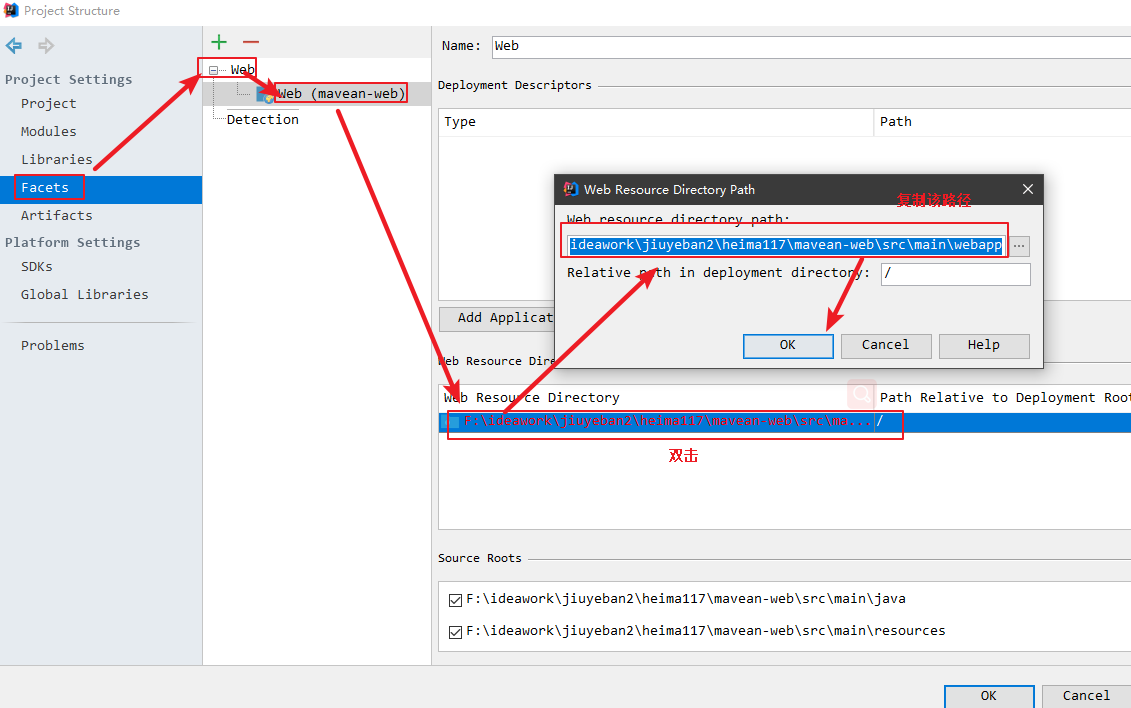 Project Structure
Project Settings
Project
Modules
Libraries
Facets
Artifacts
Platform Settings
SDKs
Global Libraries
Problems
Web
Web (mavean-web)
Detection
Name: Web
Deployment Descriptors
Type Path
Add Applicat
Web Resource Directory Path
复制该路径
Web resource directory path:
ideawork\jiuyeban2\heima117\mavean-web\src\main\webapp ...
Relative path in deployment directory: /
OK Cancel Help
Web Resource Dire
Web Resource Directory Path Relative to Deployment Root
F:\ideawork\jiuyeban2\heima117\mavean-web\src\ma... /
双击
Source Roots
F:\ideawork\jiuyeban2\heima117\mavean-web\src\main\java
F:\ideawork\jiuyeban2\heima117\mavean-web\src\main\resources
OK Cancel